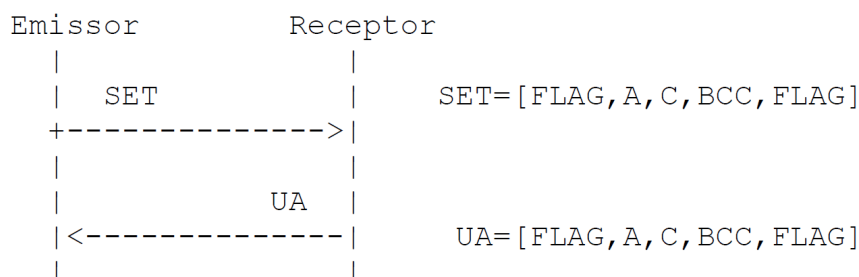 Emissor Receptor
| |
| SET | SET=[FLAG,A,C,BCC,FLAG]
+-------------->|
| |
| UA |
|<--------------| UA=[FLAG,A,C,BCC,FLAG]
| |